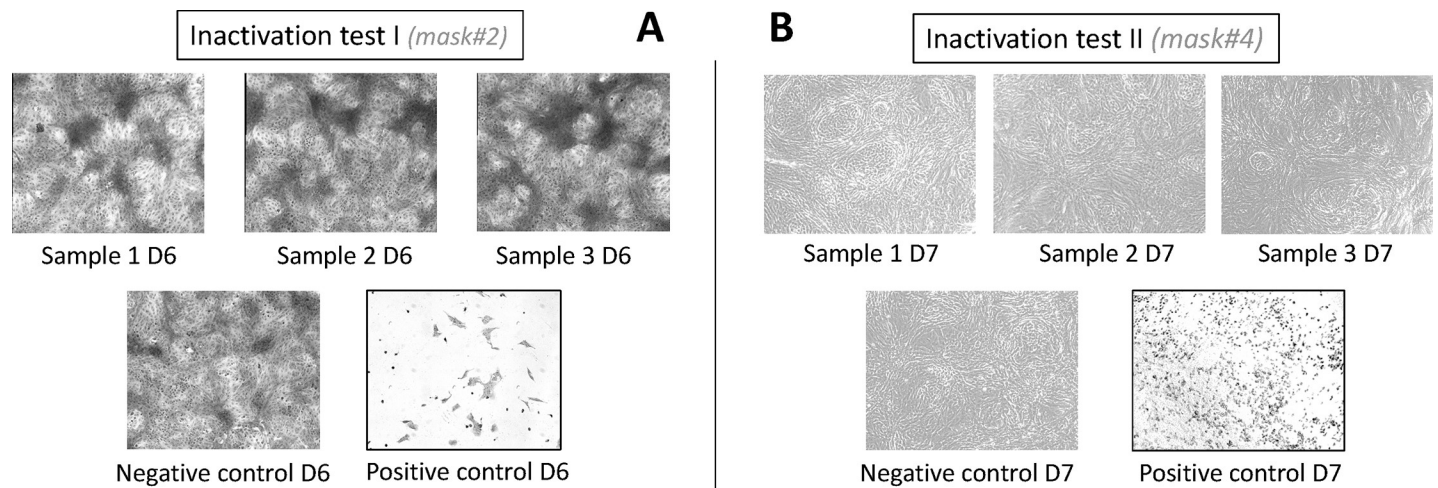 Inactivation test I (mask#2)
A
Sample 1 D6
Sample 2 D6
Sample 3 D6
Negative control D6
Positive control D6
B
Inactivation test II (mask#4)
Sample 1 D7
Sample 2 D7
Sample 3 D7
Negative control D7
Positive control D7